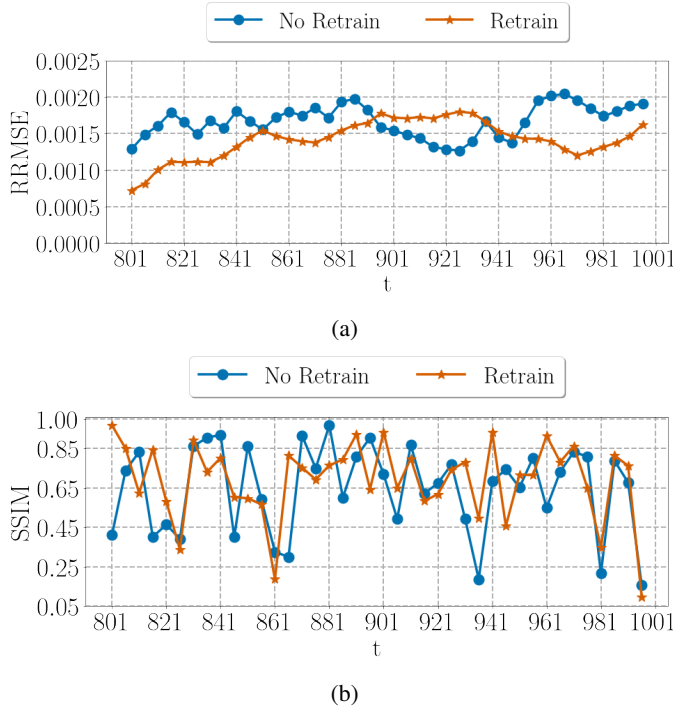 No Retrain Retrain
0.0025
0.0020
0.0015
0.0010
0.0005
0.0000
RRMSE
801 821 841 861 881 901 921 941 961 981 1001
t
(a)
No Retrain Retrain
1.00
0.85
0.65
0.45
0.25
0.05
SSIM
801 821 841 861 881 901 921 941 961 981 1001
t
(b)